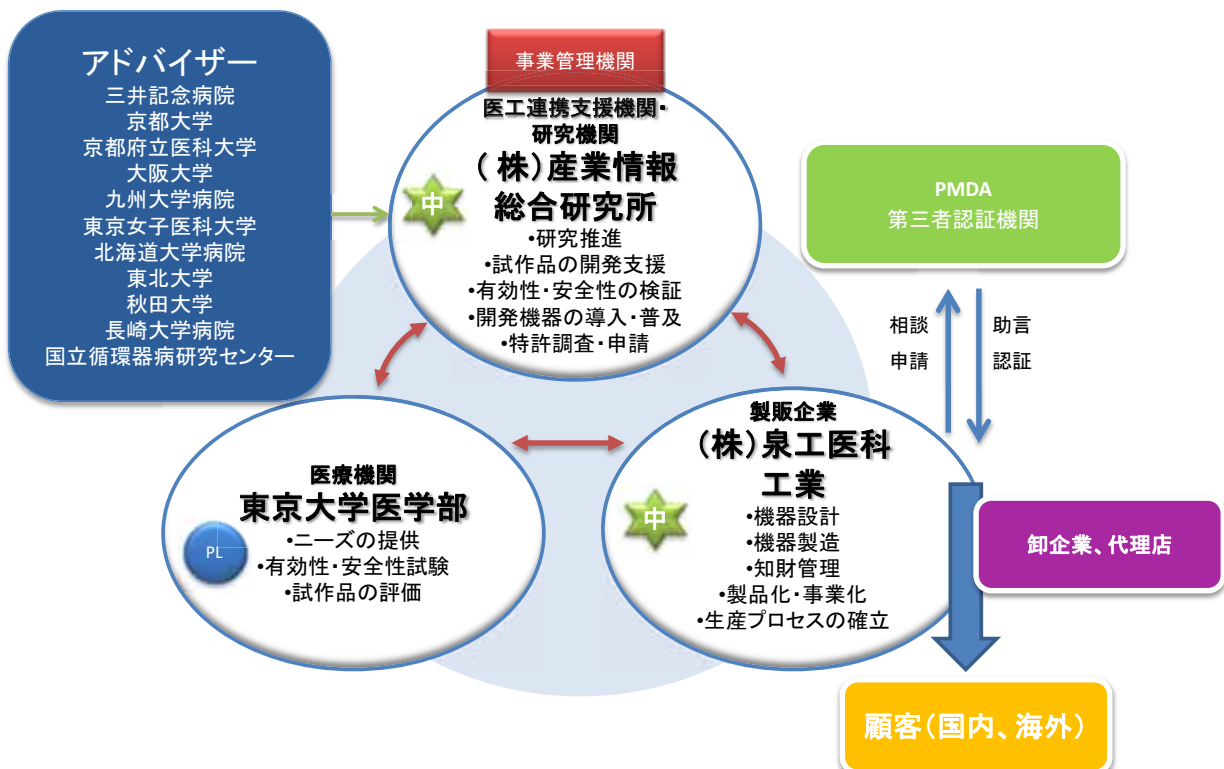 アドバイザー
三井記念病院
京都大学
京都府立医科大学
大阪大学
九州大学病院
東京女子医科大学
北海道大学病院
東北大学
秋田大学
長崎大学病院
国立循環器病研究センター
事業管理機関
医工連携支援機関・
研究機関
(株)産業情報
総合研究所
中
•研究推進
•試作品の開発支援
•有効性・安全性の検証
•開発機器の導入・普及
•特許調査・申請
PMDA
第三者認証機関
相談
申請
助言
認証
医療機関
東京大学医学部
PL
•ニーズの提供
•有効性・安全性試験
•試作品の評価
製販企業
(株)泉工医科
工業
中
•機器設計
•機器製造
•知財管理
•製品化・事業化
•生産プロセスの確立
卸企業、代理店
顧客(国内、海外)